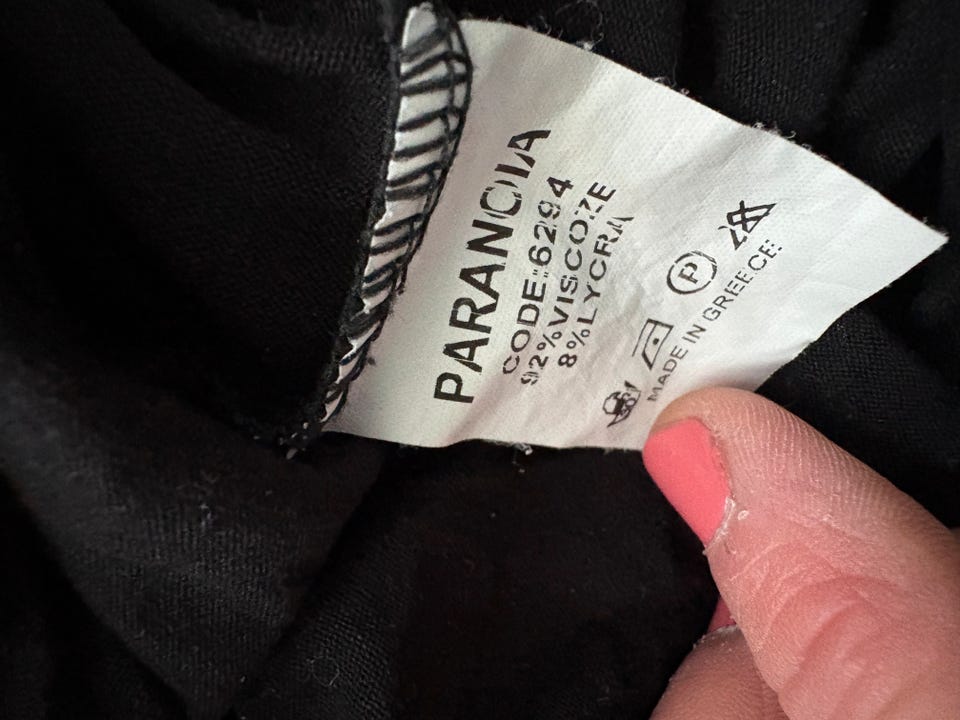 PARANOIA
CODE:6294
92%VISCOZE
8%LYCRA
P
MADE IN GREECE